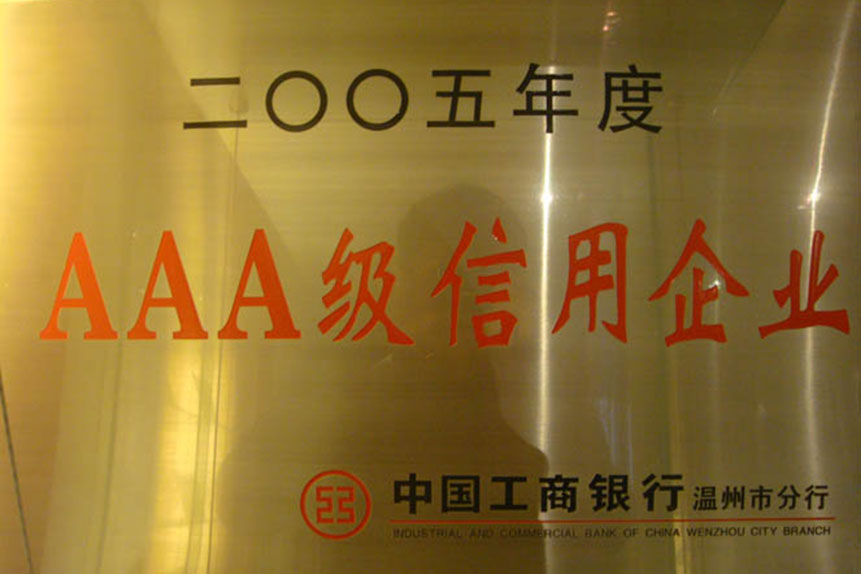 二〇〇五年度
AAA级信用企业
中国工商银行 温州市分行
INDUSTRIAL AND COMMERCIAL BANK OF CHINA WENZHOU CITY BRANCH